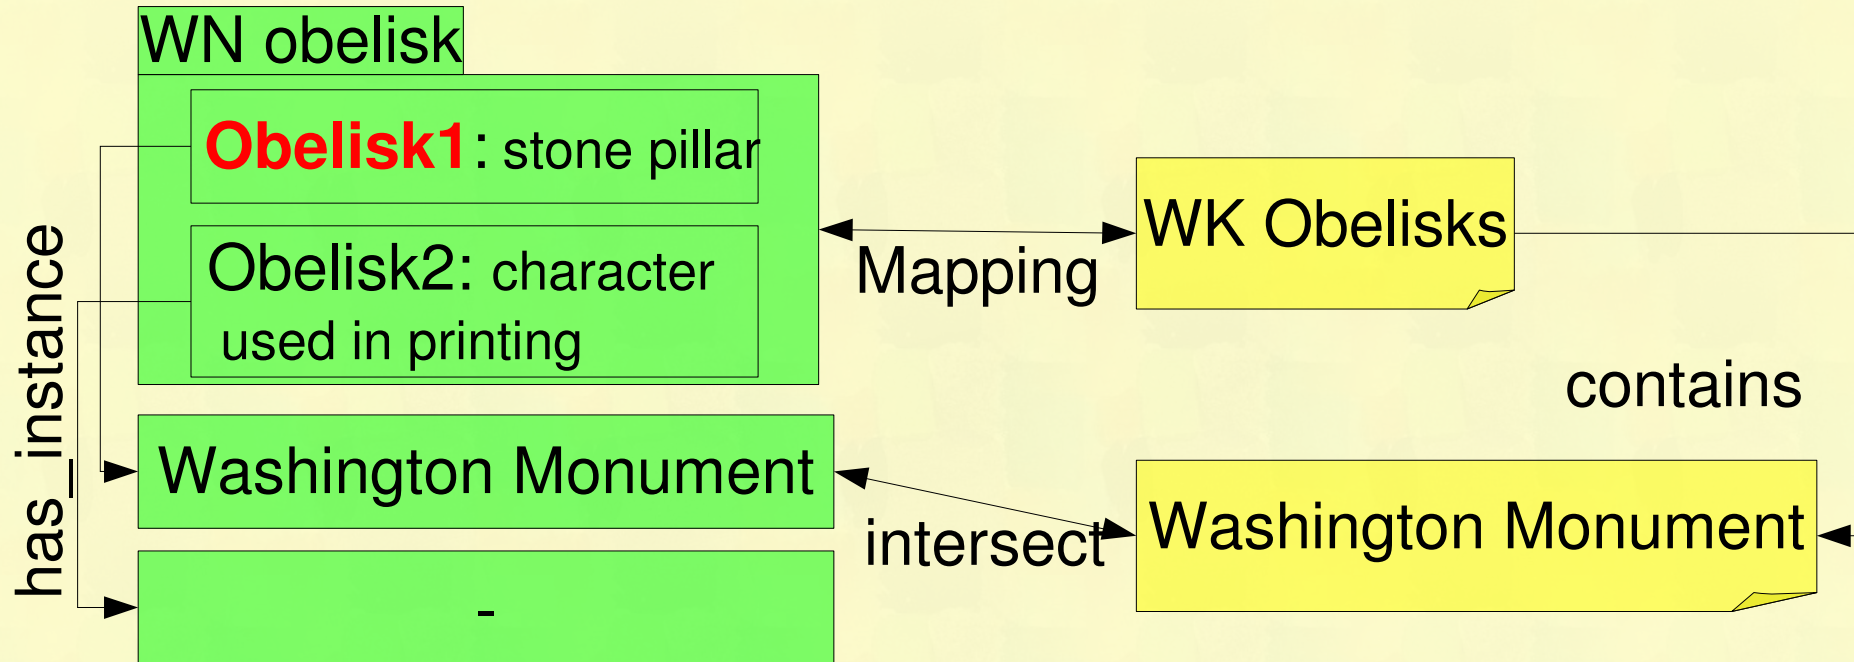 WN obelisk
Obelisk1: stone pillar
Obelisk2: character
used in printing
has_instance
Mapping
WK Obelisks
contains
Washington Monument
intersect
Washington Monument
-